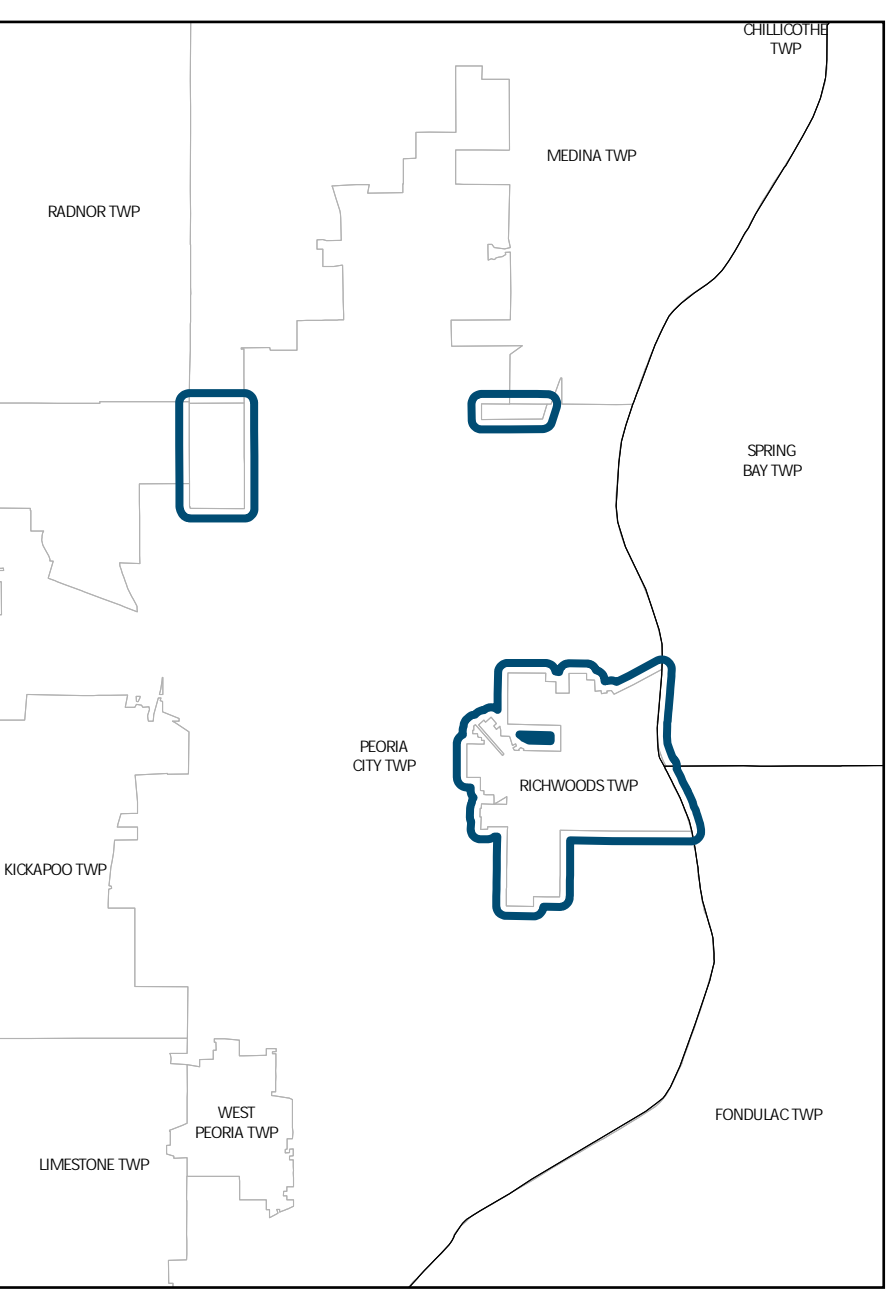 CHILLICOTHE
TWP
MEDINA TWP
RADNOR TWP
SPRING
BAY TWP
PEORIA
CITY TWP
RICHWOODS TWP
KICKAPOO TWP
WEST
PEORIA TWP
FONDULAC TWP
LIMESTONE TWP